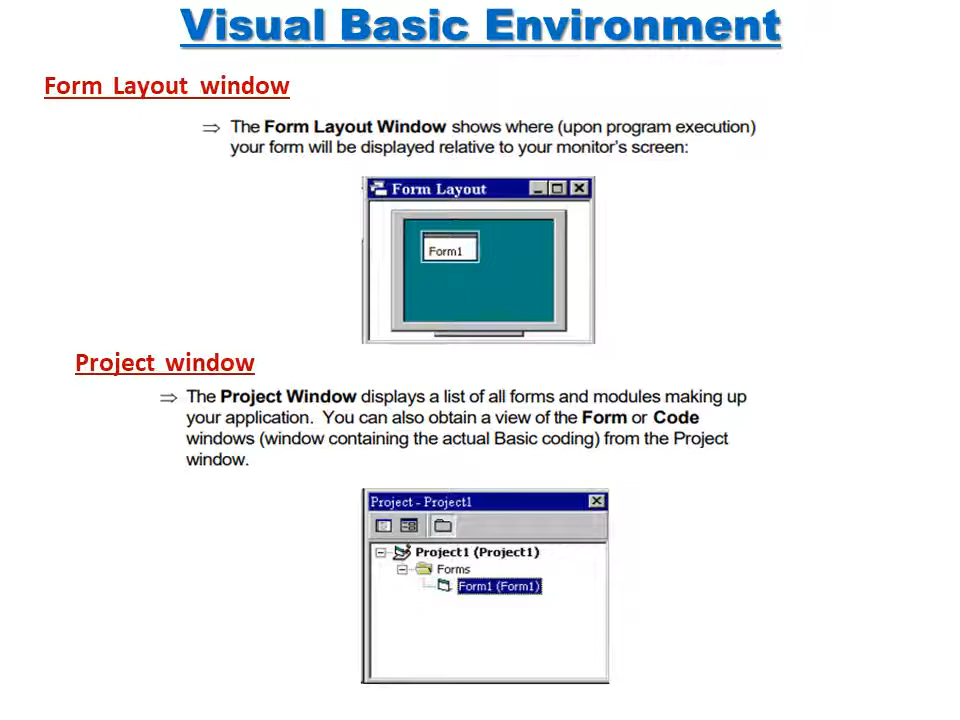 Visual Basic Environment
Form Layout window
⇒ The Form Layout Window shows where (upon program execution)
your form will be displayed relative to your monitor's screen:
Form Layout
Form1
Project window
⇒ The Project Window displays a list of all forms and modules making up
your application. You can also obtain a view of the Form or Code
windows (window containing the actual Basic coding) from the Project
window.
Project - Project1
Project1 (Project1)
Forms
Form1 (Form1)